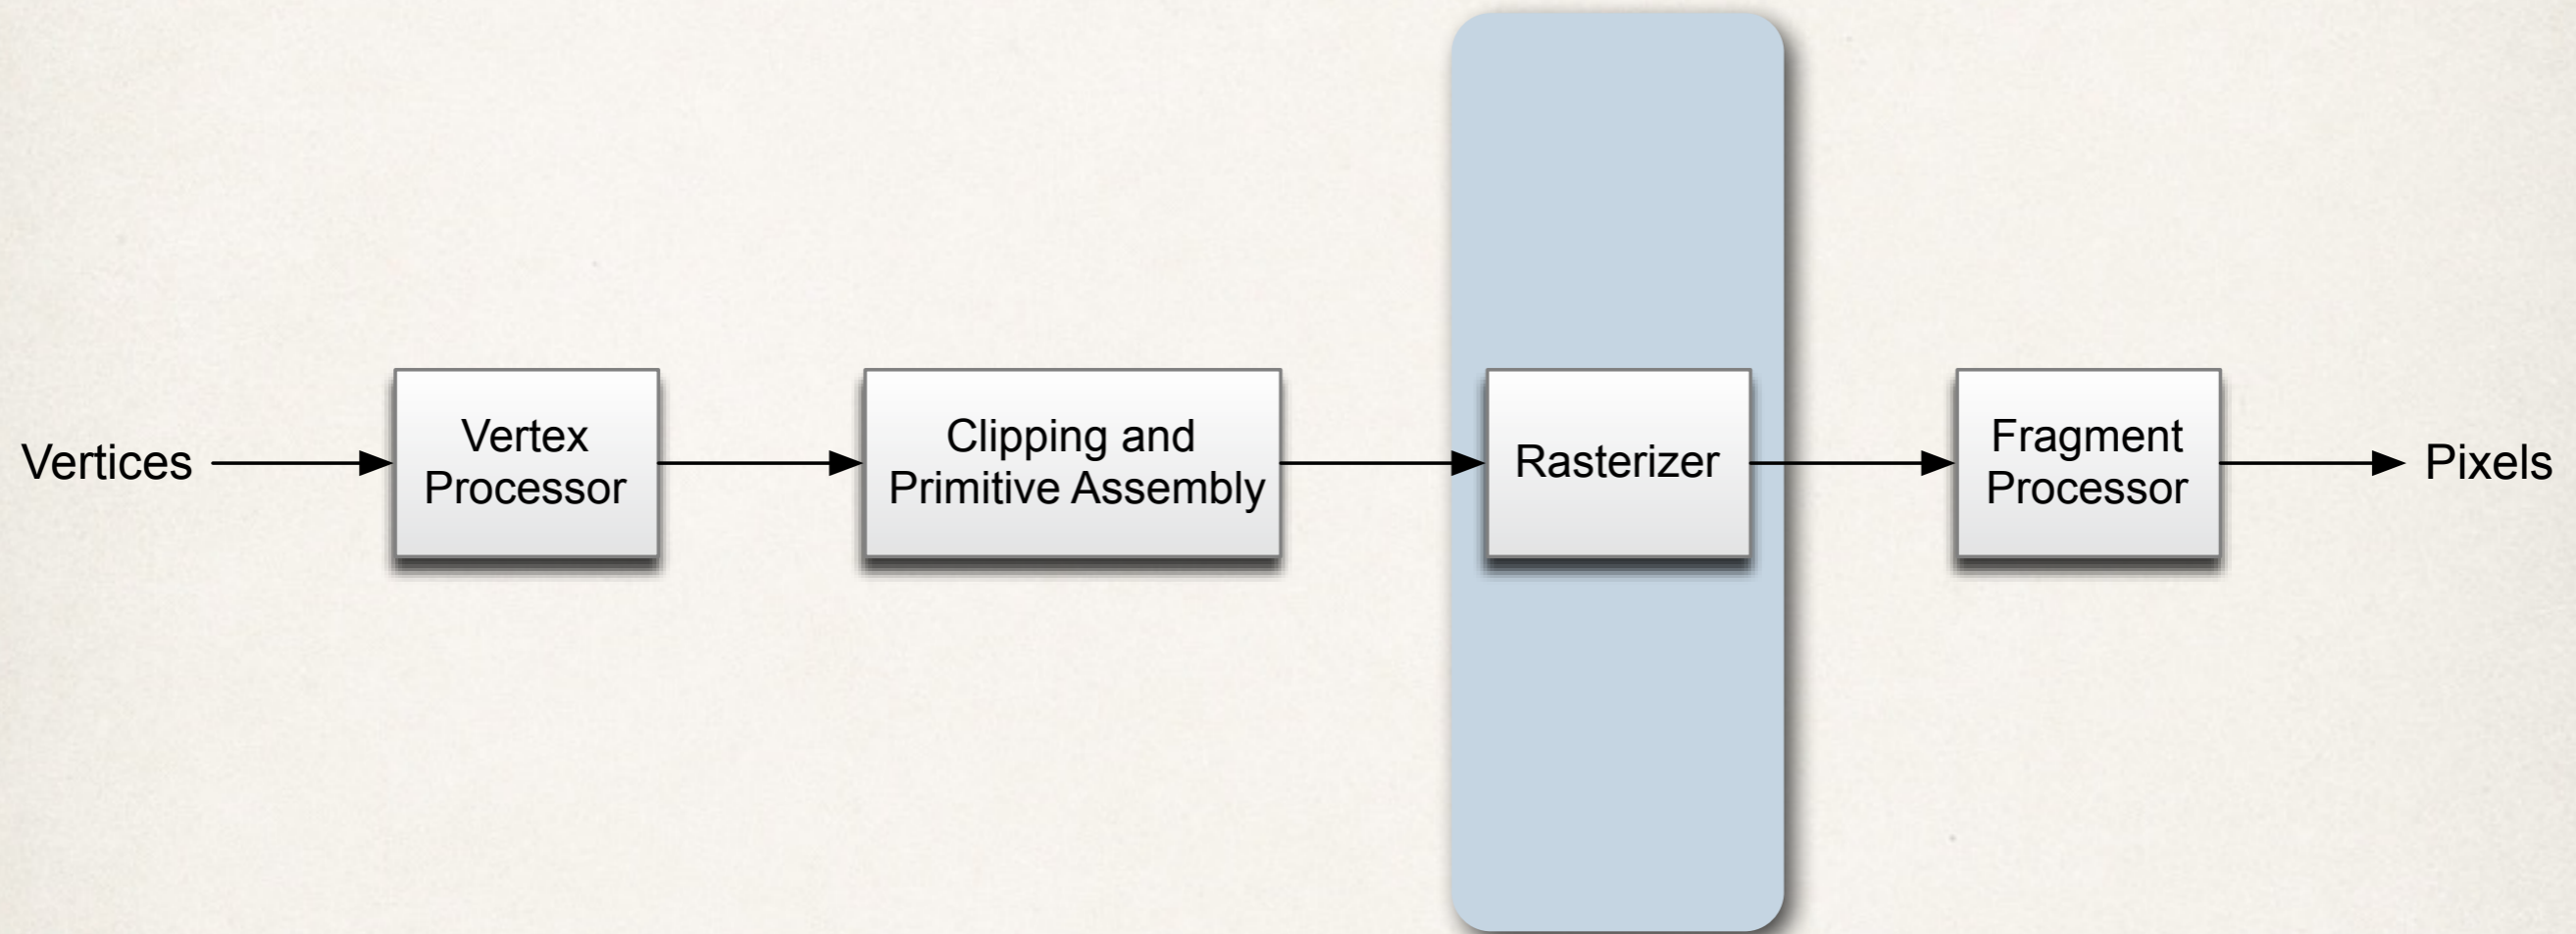 Vertices
Vertex
Processor
Clipping and
Primitive Assembly
Rasterizer
Fragment
Processor
Pixels